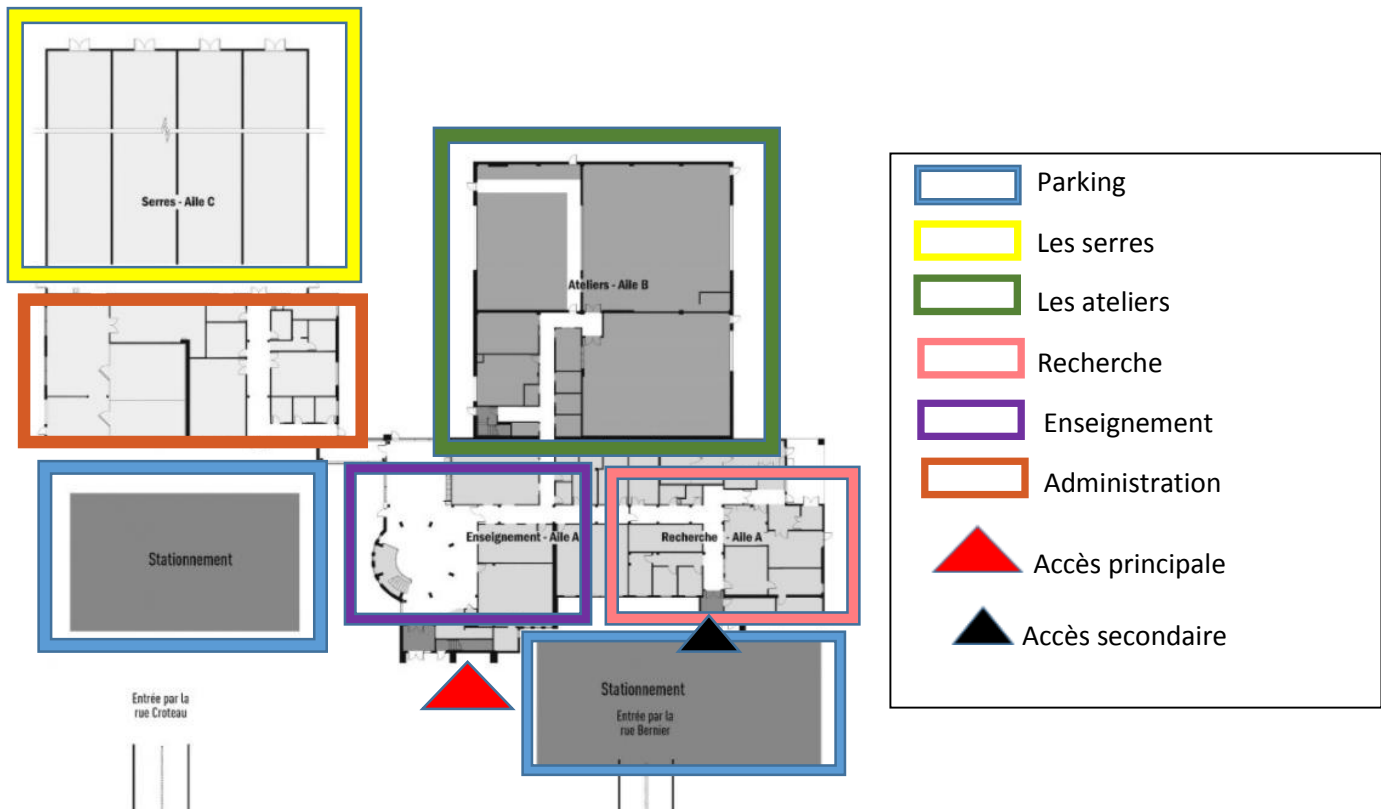 Serres - Aile C
Ateliers - Aile B
Enseignement - Aile A
Recherche - Aile A
Stationnement
Stationnement
Entrée par la
rue Bernier
Entrée par la
rue Croteau
Parking
Les serres
Les ateliers
Recherche
Enseignement
Administration
Accès principale
Accès secondaire